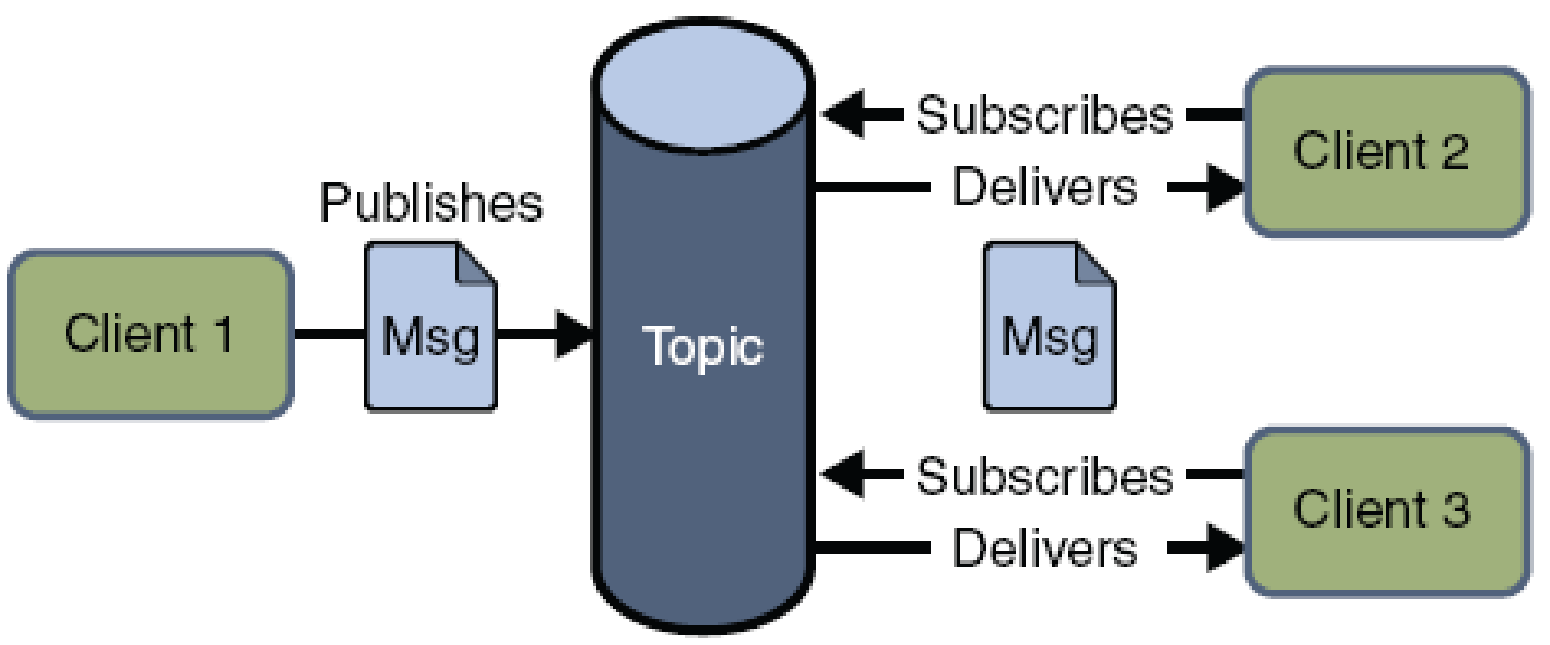 Publishes
Client 1
Msg
Topic
Subscribes
Delivers
Client 2
Msg
Subscribes
Delivers
Client 3